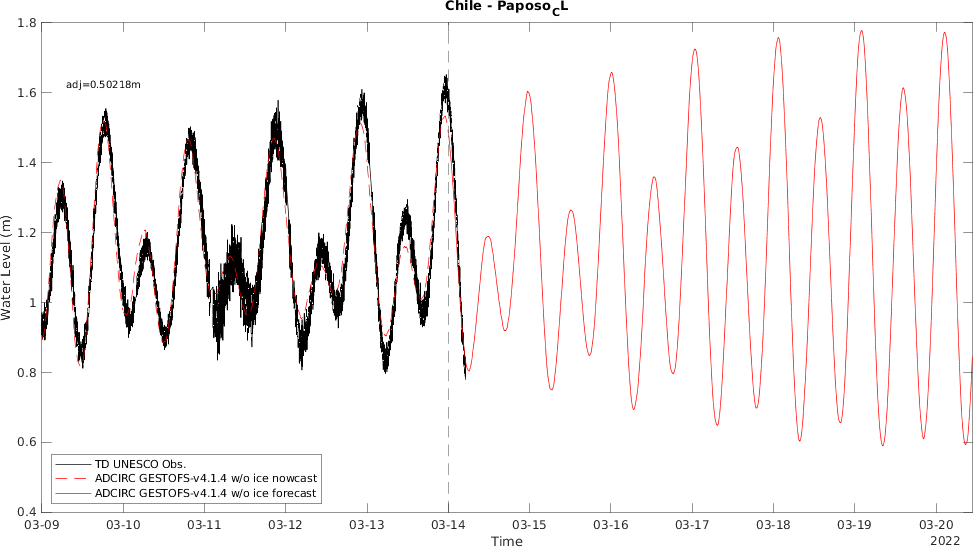 Chile - PaposoCL
1.8
adj=0.50218m
1.6
1.4
1.2
1
0.8
0.6
0.4
Water Level (m)
TD UNESCO Obs.
ADCIRC GESTOFS-v4.1.4 w/o ice nowcast
ADCIRC GESTOFS-v4.1.4 w/o ice forecast
03-09 03-10 03-11 03-12 03-13 03-14 03-15 03-16 03-17 03-18 03-19 03-20
Time
2022